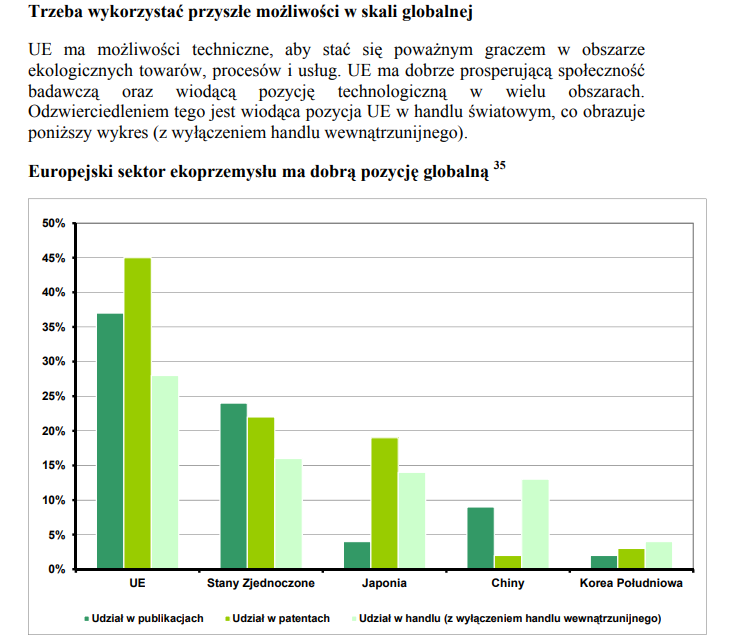 Trzeba wykorzystać przyszłe możliwości w skali globalnej
UE ma możliwości techniczne, aby stać się poważnym graczem w obszarze
ekologicznych towarów, procesów i usług. UE ma dobrze prosperującą społeczność
badawczą oraz wiodącą pozycję technologiczną w wielu obszarach.
Odzwierciedleniem tego jest wiodąca pozycja UE w handlu światowym, co obrazuje
poniższy wykres (z wyłączeniem handlu wewnątrzunijnego).
Europejski sektor ekoprzemysłu ma dobrą pozycję globalną 35
50%
45%
40%
35%
30%
25%
20%
15%
10%
5%
0%
UE Stany Zjednoczone Japonia Chiny Korea Południowa
Udział w publikacjach Udział w patentach Udział w handlu (z wyłączeniem handlu wewnątrzunijnego)